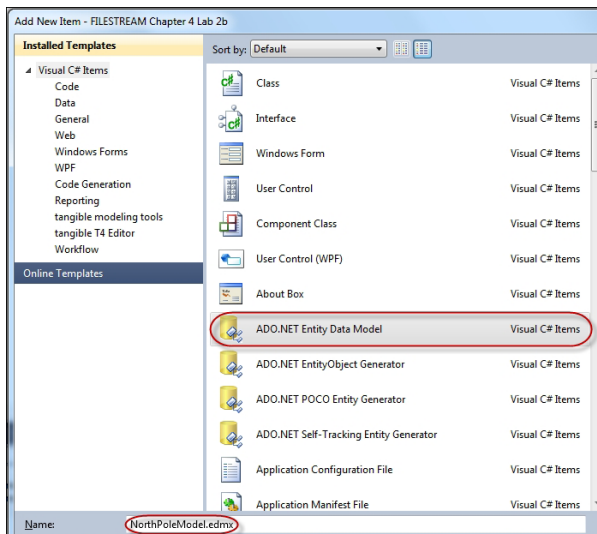 Add New Item - FILESTREAM Chapter 4 Lab 2b
Installed Templates
Visual C# Items
Code
Data
General
Web
Windows Forms
WPF
Code Generation
Reporting
tangible modeling tools
tangible T4 Editor
Workflow
Online Templates
Sort by: Default
Class Visual C# Items
Interface Visual C# Items
Windows Form Visual C# Items
User Control Visual C# Items
Component Class Visual C# Items
User Control (WPF) Visual C# Items
About Box Visual C# Items
ADO.NET Entity Data Model Visual C# Items
ADO.NET EntityObject Generator Visual C# Items
ADO.NET POCO Entity Generator Visual C# Items
ADO.NET Self-Tracking Entity Generator Visual C# Items
Application Configuration File Visual C# Items
Application Manifest File Visual C# Items
Name: NorthPoleModel.edmx